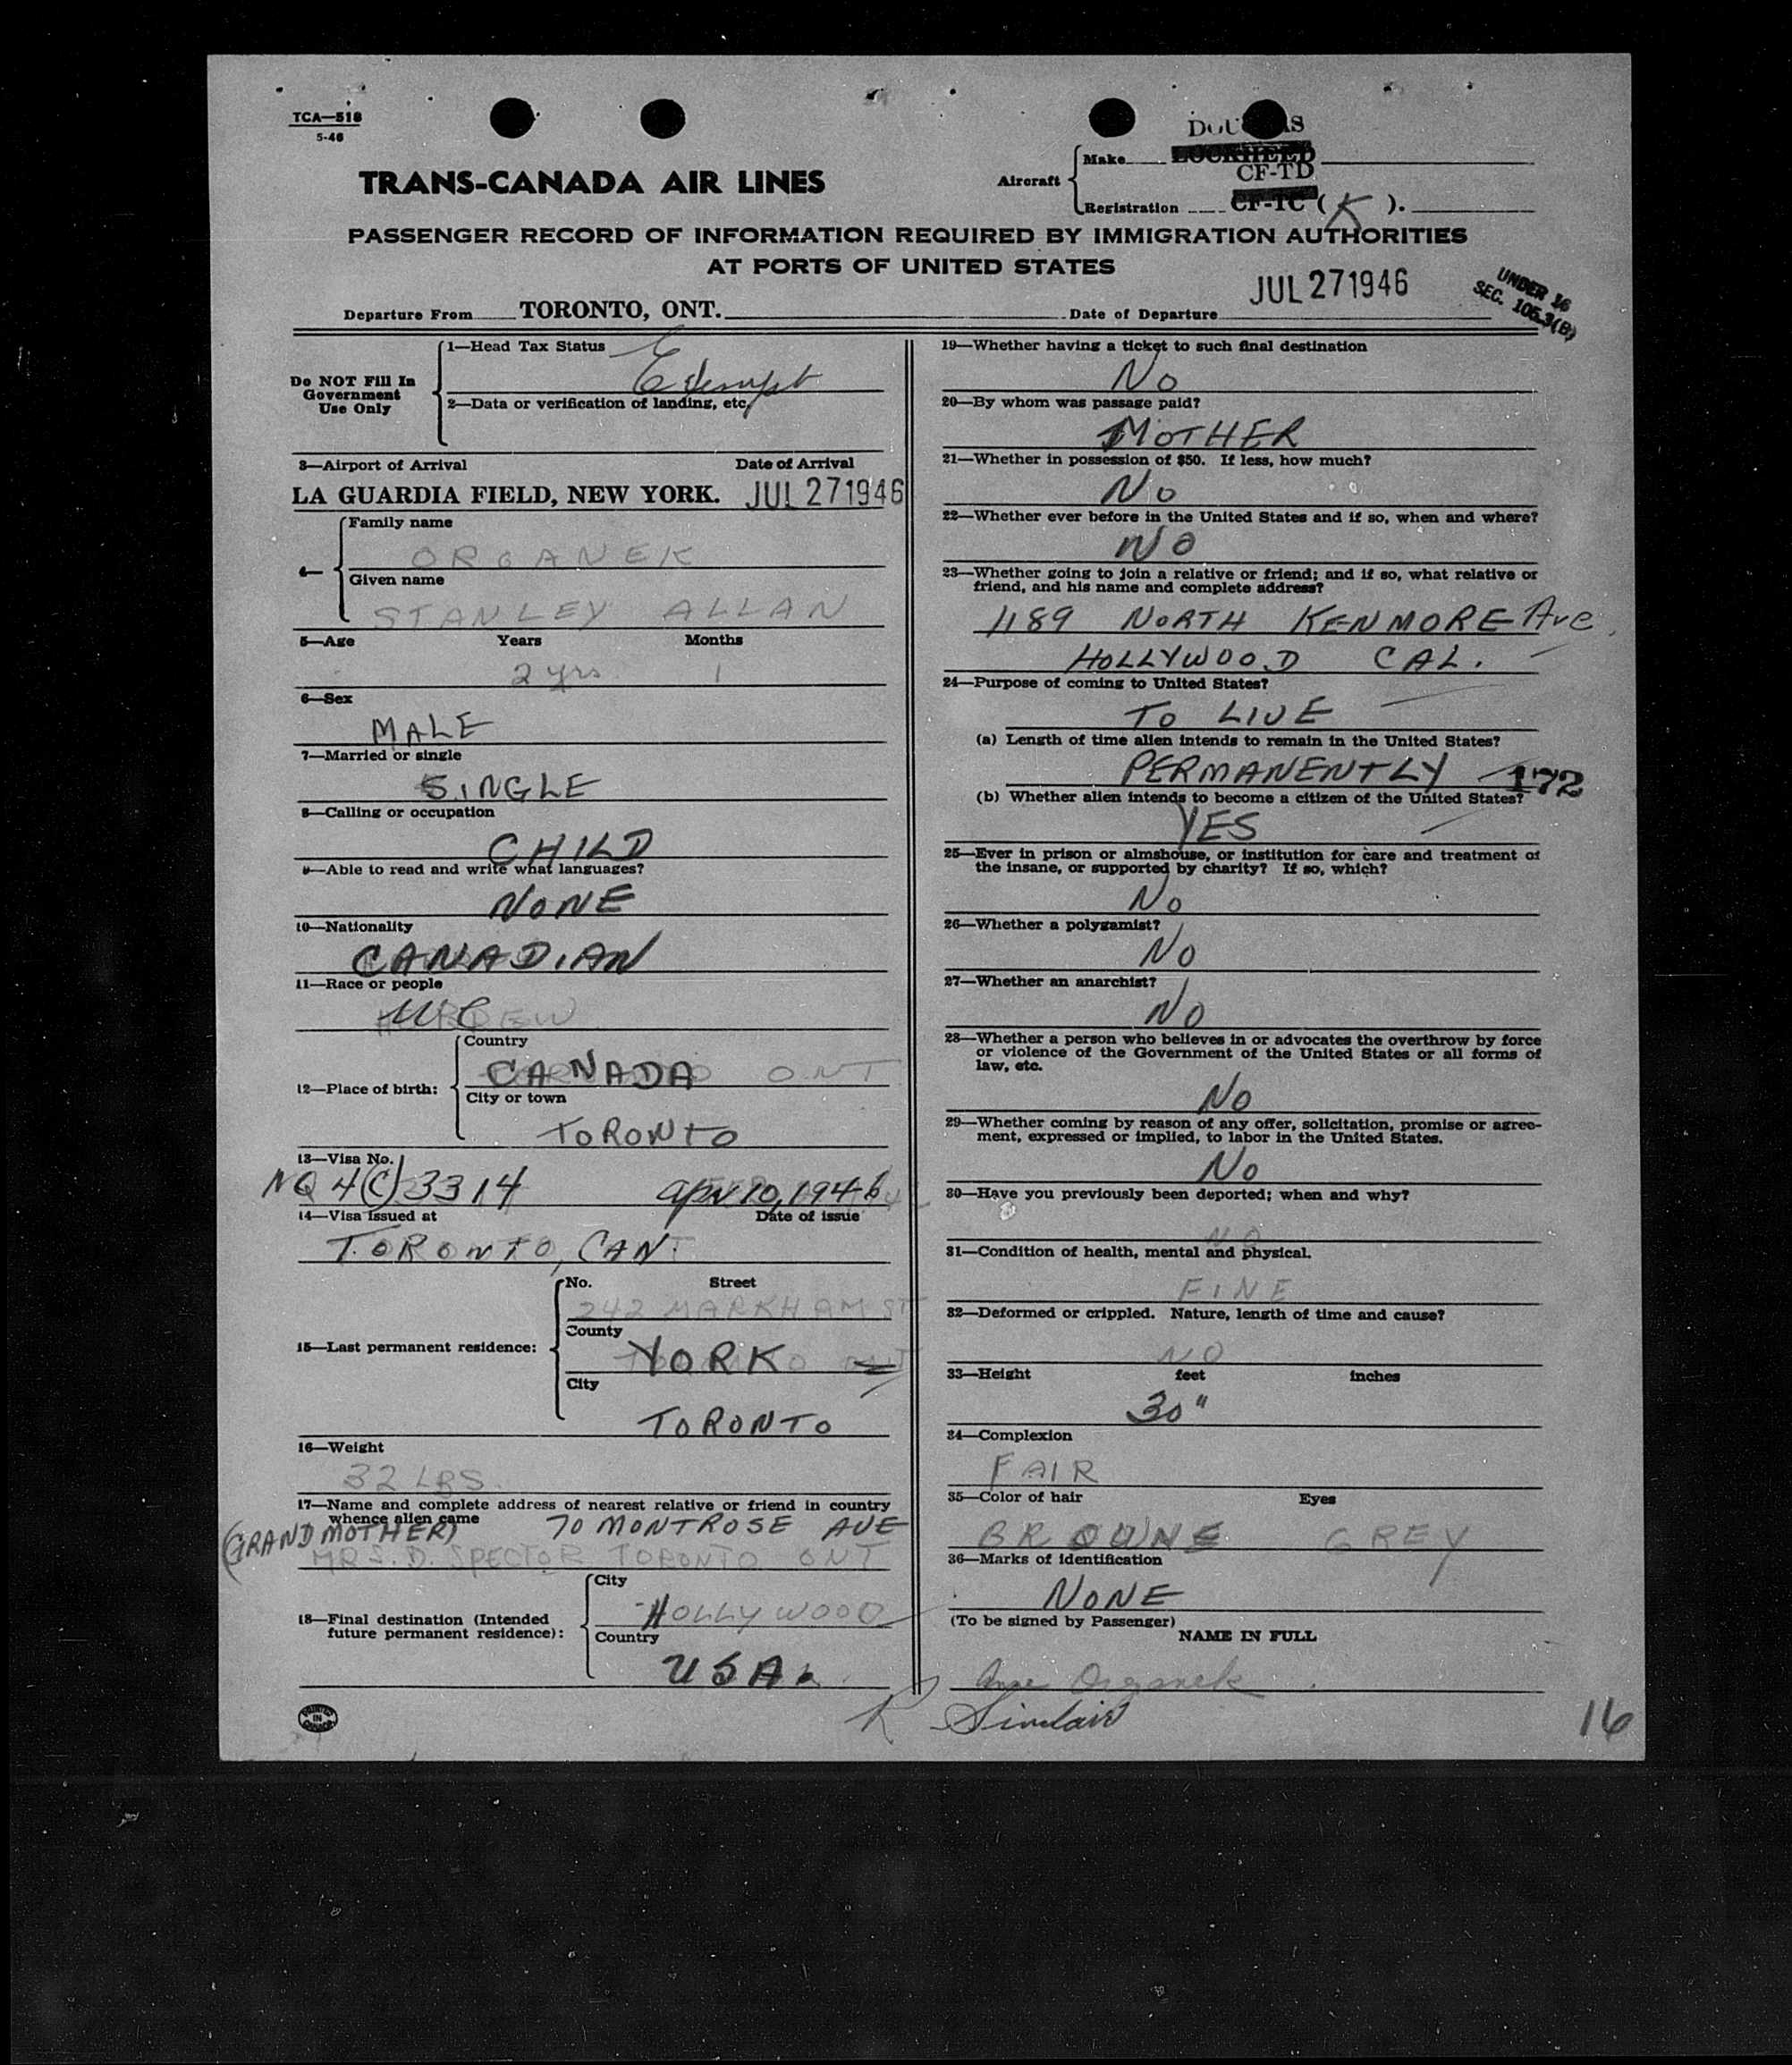 TCA—518
5-46
DOUGLAS
Make LOCKHEED
TRANS-CANADA AIR LINES
Aircraft
CF-TD
Registration CF-TC ( K ).
PASSENGER RECORD OF INFORMATION REQUIRED BY IMMIGRATION AUTHORITIES
AT PORTS OF UNITED STATES
Departure From TORONTO, ONT.
Date of Departure JUL 27 1946
UNDER 16
SEC. 105.3(B)
Do NOT Fill In
Government
Use Only
1—Head Tax Status
Exempt
2—Data or verification of landing, etc.
3—Airport of Arrival Date of Arrival
LA GUARDIA FIELD, NEW YORK. JUL 27 1946
4—
Family name
ORGANEK
Given name
STANLEY ALLAN
5—Age Years Months
2 yrs. 1
6—Sex
MALE
7—Married or single
SINGLE
8—Calling or occupation
CHILD
9—Able to read and write what languages?
NONE
10—Nationality
CANADIAN
11—Race or people
HEBREW
12—Place of birth:
Country
CANADA ONT
City or town
TORONTO
13—Visa No.
NQ 4(C) 3314 Apr 10, 1946
14—Visa issued at Date of issue
TORONTO, CAN.
15—Last permanent residence:
No. Street
242 MARKHAM ST
County
YORK
City
TORONTO
16—Weight
32 LBS.
17—Name and complete address of nearest relative or friend in country
whence alien came
(GRANDMOTHER) 70 MONTROSE AVE
MRS. D. SPECTOR TORONTO ONT
18—Final destination (Intended
future permanent residence):
City
HOLLYWOOD
Country
USA.
PRINTED
IN
CANADA
19—Whether having a ticket to such final destination
No
20—By whom was passage paid?
MOTHER
21—Whether in possession of $50. If less, how much?
No
22—Whether ever before in the United States and if so, when and where?
NO
23—Whether going to join a relative or friend; and if so, what relative or
friend, and his name and complete address?
1189 NORTH KENMORE Ave.
HOLLYWOOD CAL.
24—Purpose of coming to United States?
TO LIVE
(a) Length of time alien intends to remain in the United States?
PERMANENTLY 172
(b) Whether alien intends to become a citizen of the United States?
YES
25—Ever in prison or almshouse, or institution for care and treatment of
the insane, or supported by charity? If so, which?
No
26—Whether a polygamist?
No
27—Whether an anarchist?
No
28—Whether a person who believes in or advocates the overthrow by force
or violence of the Government of the United States or all forms of
law, etc.
No
29—Whether coming by reason of any offer, solicitation, promise or agree-
ment, expressed or implied, to labor in the United States.
No
30—Have you previously been deported; when and why?
NO
31—Condition of health, mental and physical.
FINE
32—Deformed or crippled. Nature, length of time and cause?
NO
33—Height feet inches
30"
34—Complexion
FAIR
35—Color of hair Eyes
BROWNE GREY
36—Marks of identification
NONE
(To be signed by Passenger)
NAME IN FULL
Anne Organek
R Sinclair
16